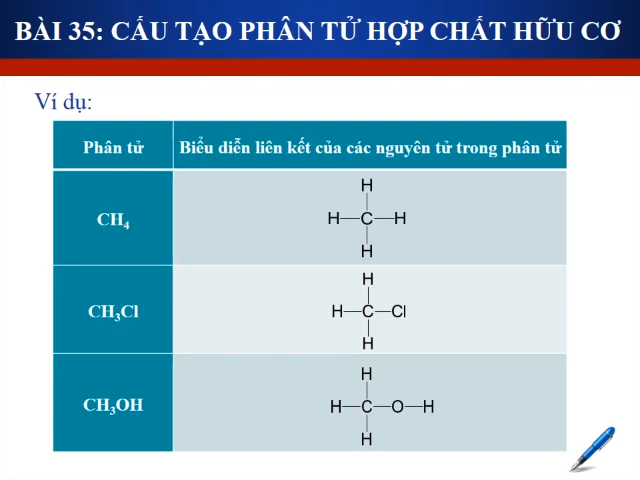 BÀI 35: CẤU TẠO PHÂN TỬ HỢP CHẤT HỮU CƠ
Ví dụ:
Phân tử Biểu diễn liên kết của các nguyên tử trong phân tử
CH₄
H
H C H
H
CH₃Cl
H
H C Cl
H
CH₃OH
H
H C O H
H